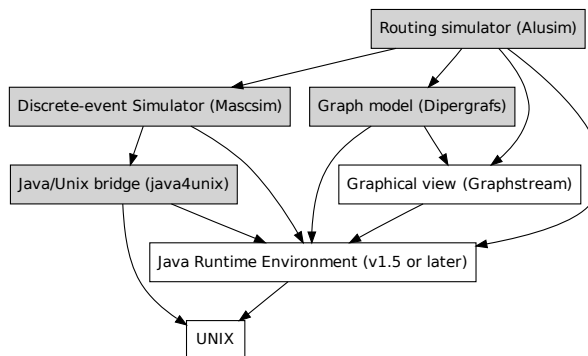 Routing simulator (Alusim)
Discrete-event Simulator (Mascsim)
Graph model (Dipergrafs)
Java/Unix bridge (java4unix)
Graphical view (Graphstream)
Java Runtime Environment (v1.5 or later)
UNIX